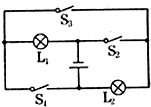 S₃
L₁ S₂
S₁ L₂